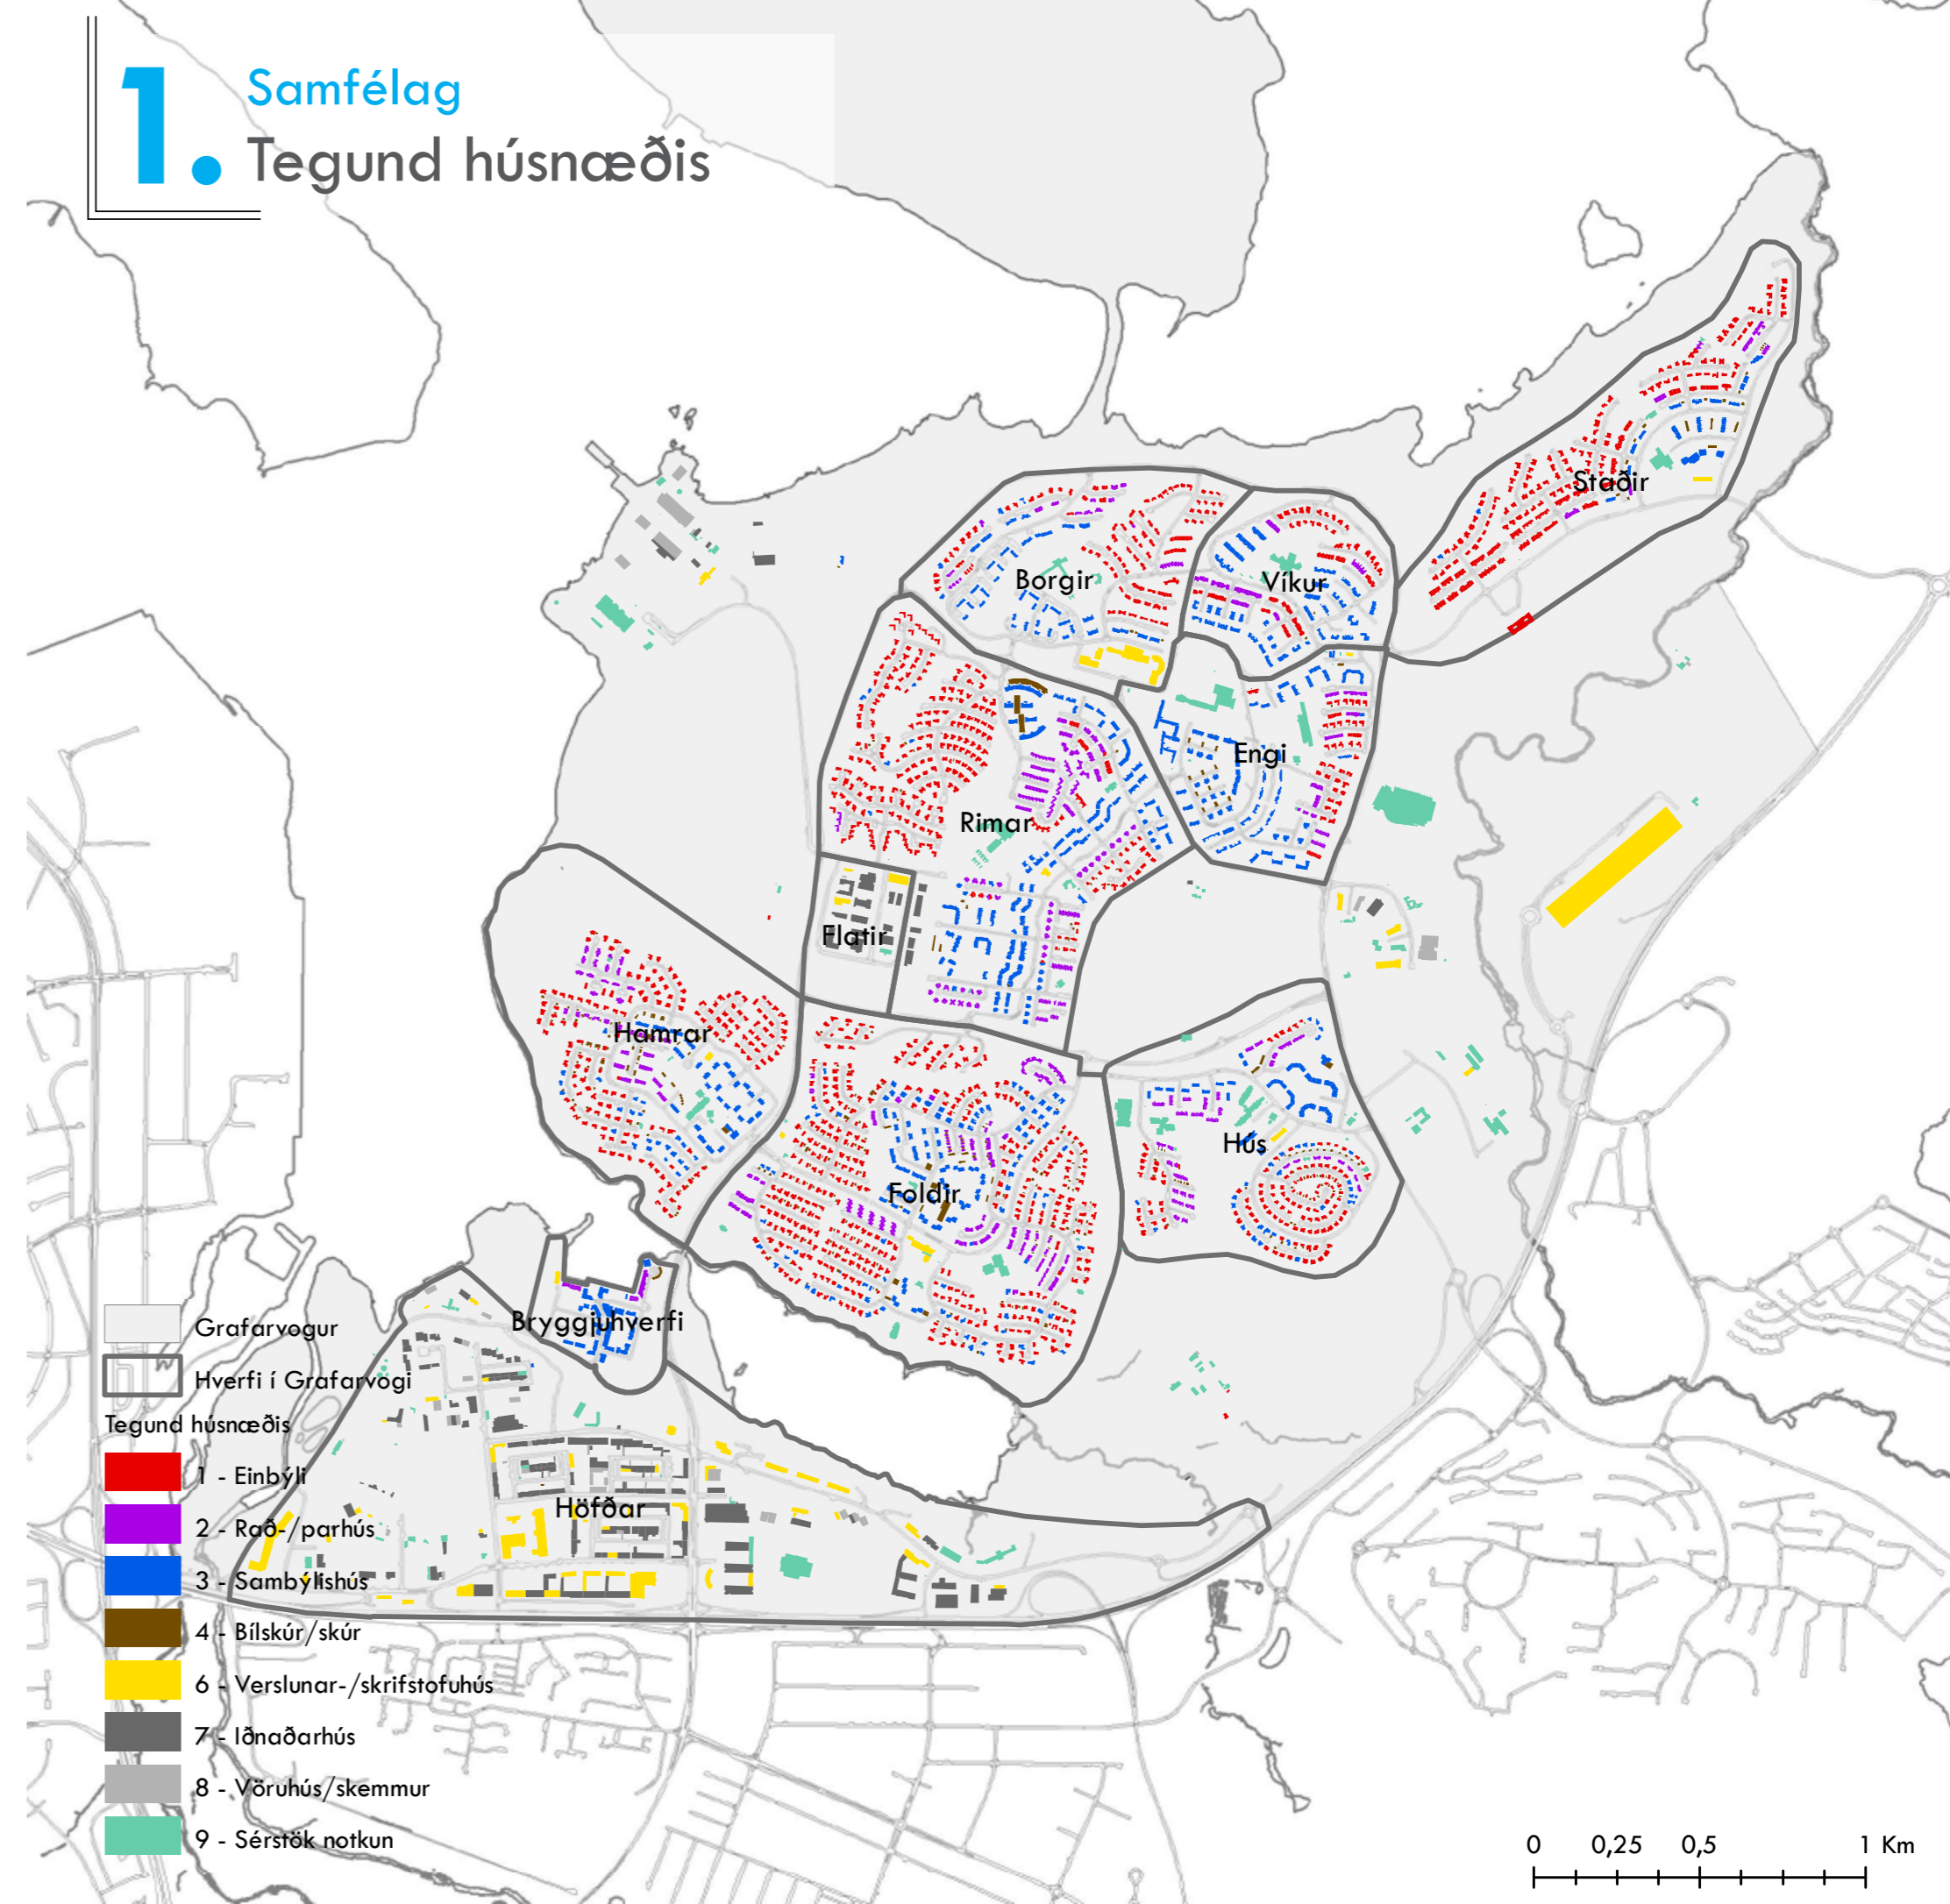 1. Samfélag
Tegund húsnæðis
Staðir
Borgir
Víkur
Engi
Rimar
Flatir
Hamrar
Hús
Foldir
Bryggjuhverfi
Höfðar
Grafarvogur
Hverfi í Grafarvogi
Tegund húsnæðis
1 - Einbýli
2 - Rað-/parhús
3 - Sambýlishús
4 - Bílskúr/skúr
6 - Verslunar-/skrifstofuhús
7 - Iðnaðarhús
8 - Vöruhús/skemmur
9 - Sérstök notkun
0 0,25 0,5 1 Km